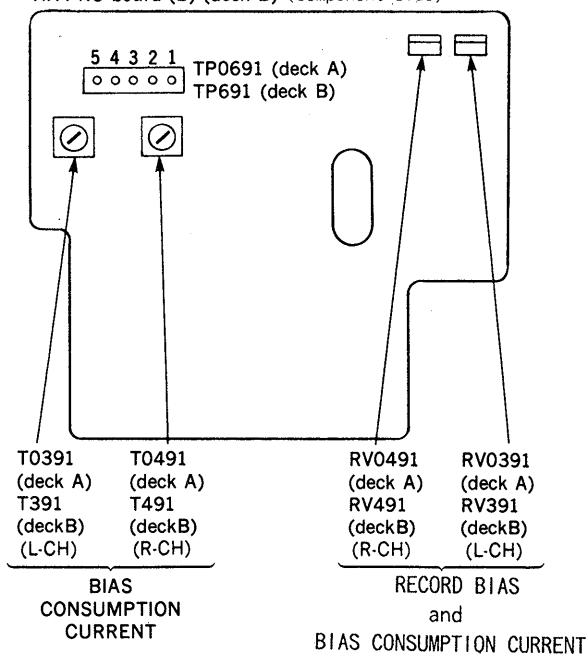 5 4 3 2 1
TP0691 (deck A)
TP691 (deck B)
T0391
(deck A)
T391
(deckB)
(L-CH)
T0491
(deck A)
T491
(deckB)
(R-CH)
BIAS
CONSUMPTION
CURRENT
RV0491
(deck A)
RV491
(deckB)
(R-CH)
RV0391
(deck A)
RV391
(deckB)
(L-CH)
RECORD BIAS
and
BIAS CONSUMPTION CURRENT